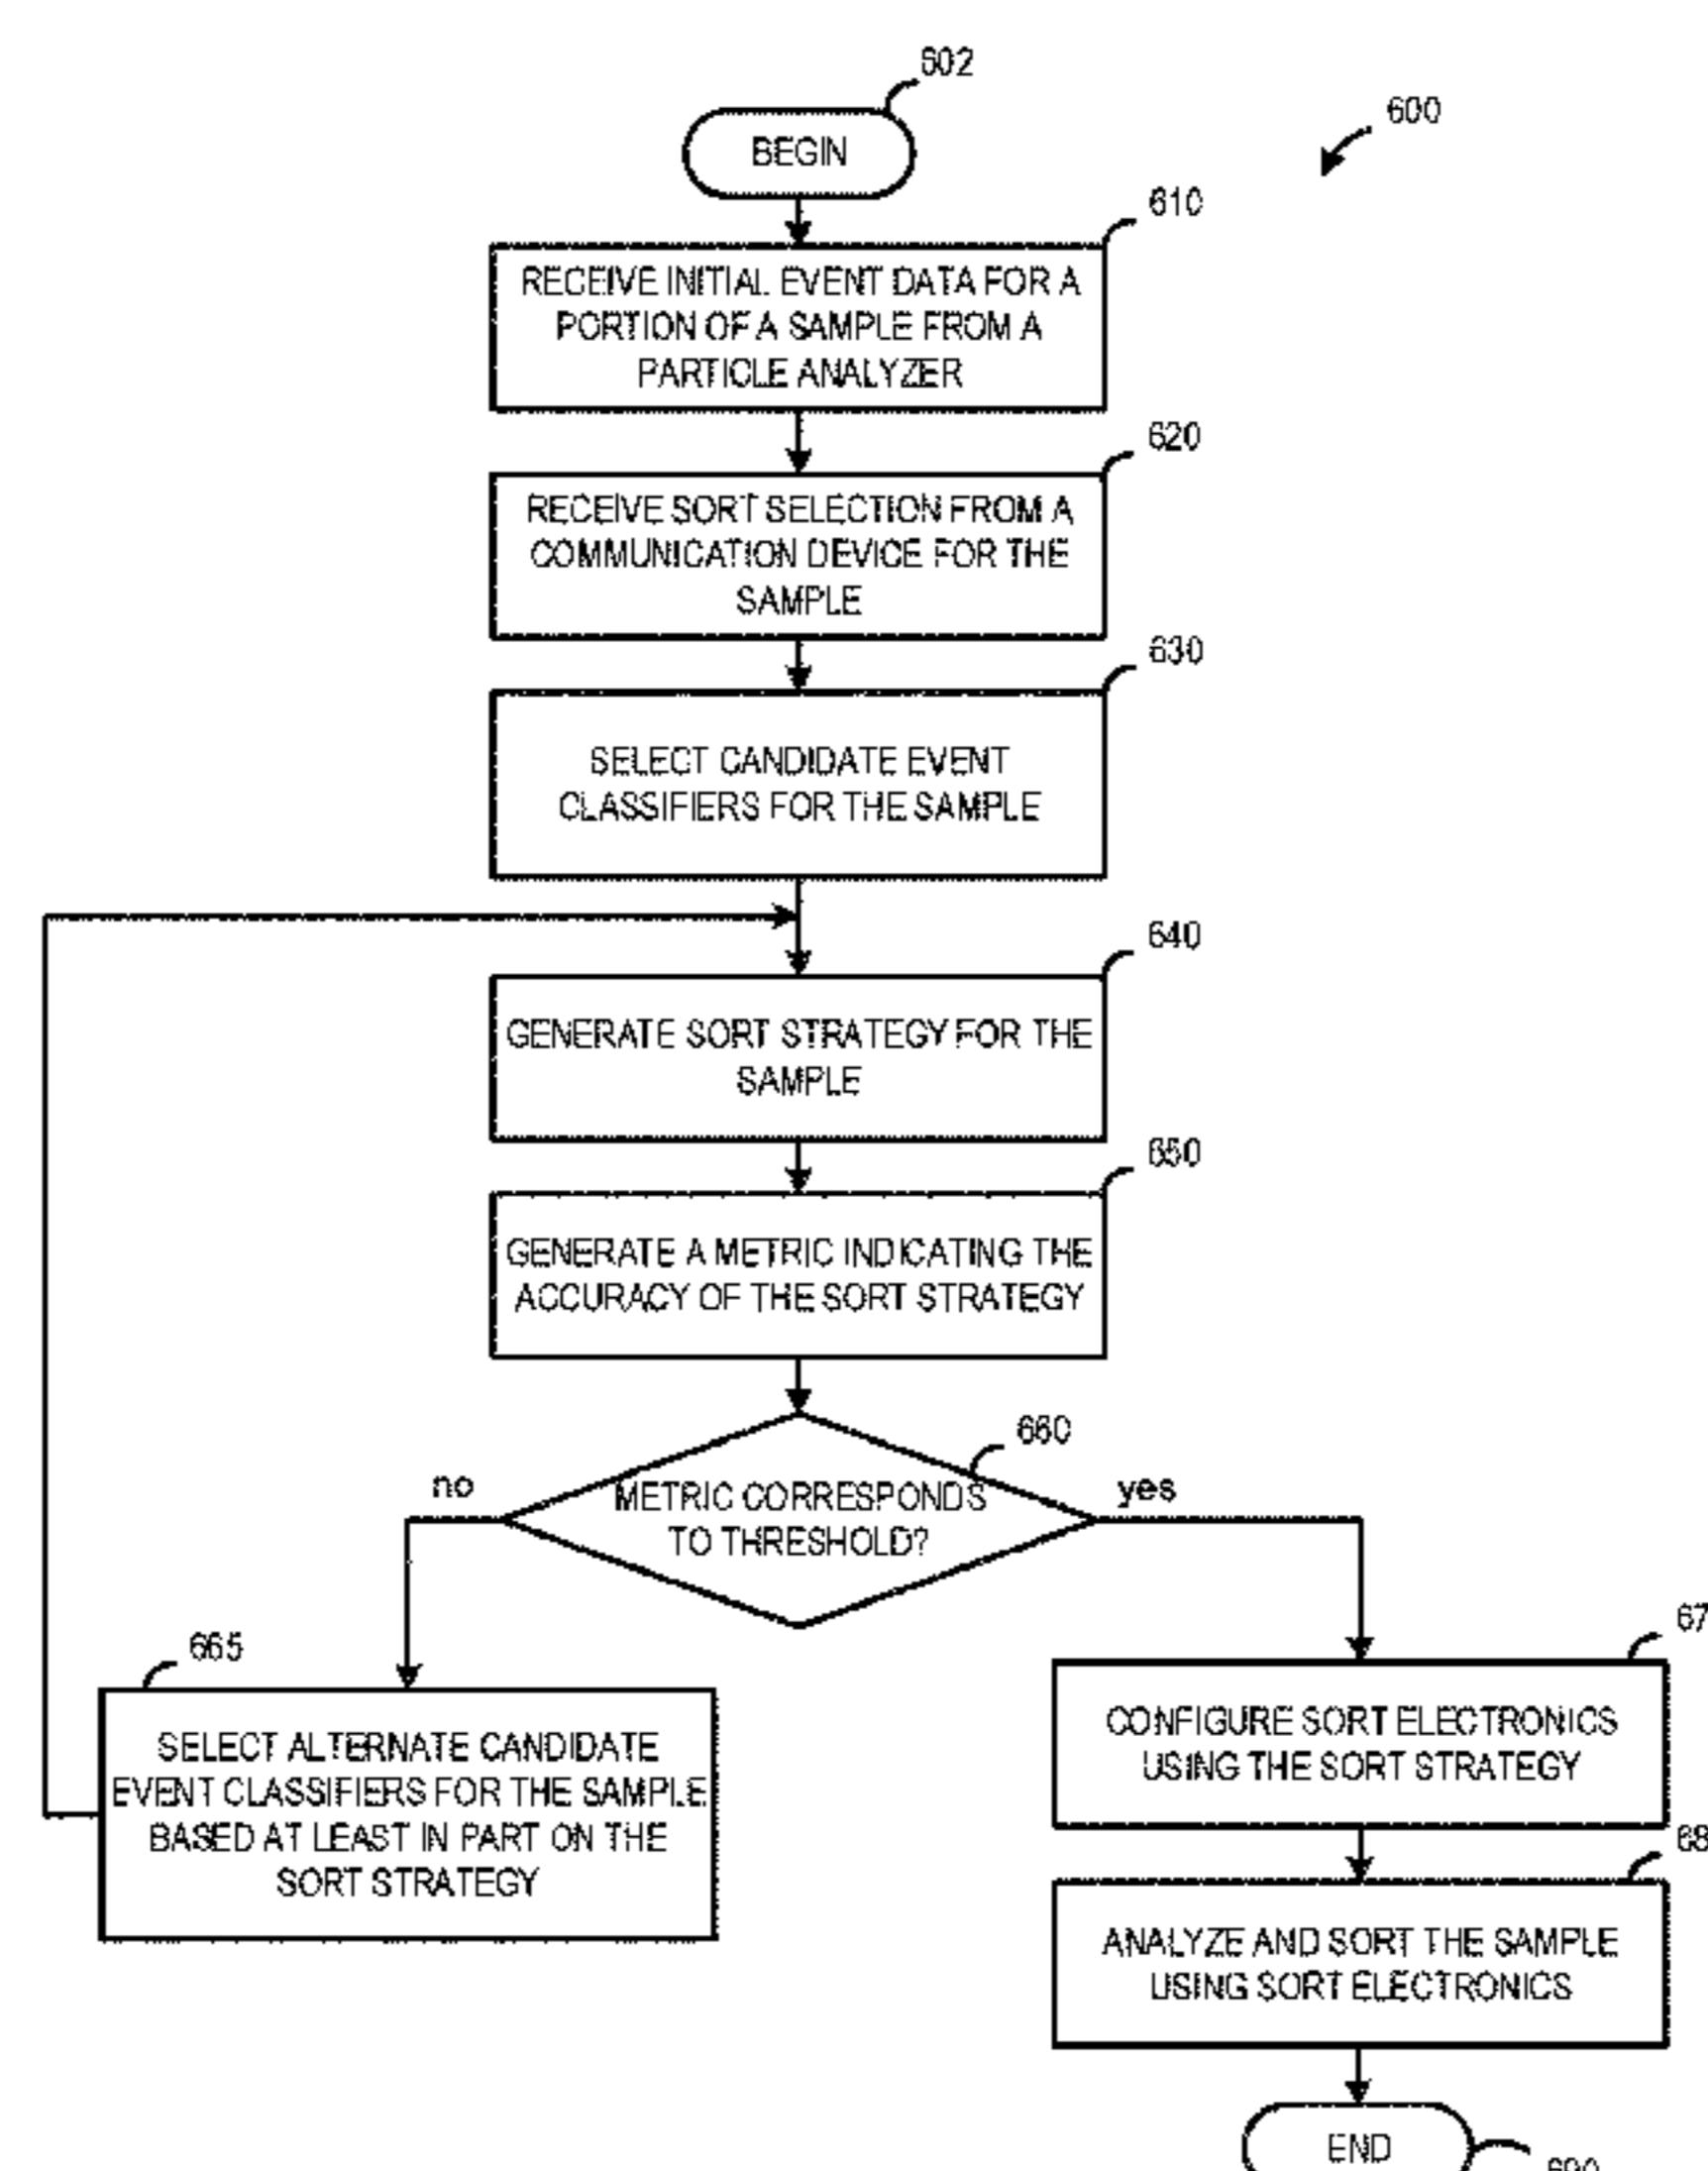 602
BEGIN
600
610
RECEIVE INITIAL EVENT DATA FOR A
PORTION OF A SAMPLE FROM A
PARTICLE ANALYZER
620
RECEIVE SORT SELECTION FROM A
COMMUNICATION DEVICE FOR THE
SAMPLE
630
SELECT CANDIDATE EVENT
CLASSIFIERS FOR THE SAMPLE
640
GENERATE SORT STRATEGY FOR THE
SAMPLE
650
GENERATE A METRIC INDICATING THE
ACCURACY OF THE SORT STRATEGY
660
no
METRIC CORRESPONDS
TO THRESHOLD?
yes
665
SELECT ALTERNATE CANDIDATE
EVENT CLASSIFIERS FOR THE SAMPLE
BASED AT LEAST IN PART ON THE
SORT STRATEGY
67
CONFIGURE SORT ELECTRONICS
USING THE SORT STRATEGY
68
ANALYZE AND SORT THE SAMPLE
USING SORT ELECTRONICS
END